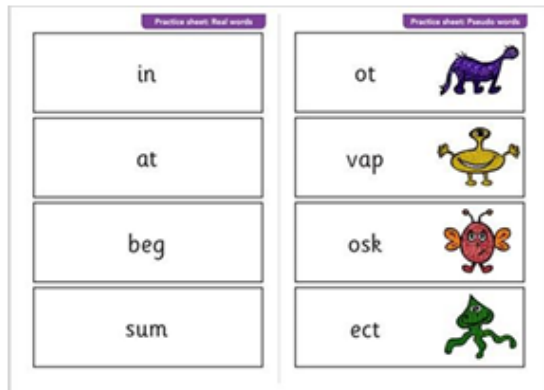 Practice sheet: Real words
in
at
beg
sum
Practice sheet: Pseudo words
ot
vap
osk
ect